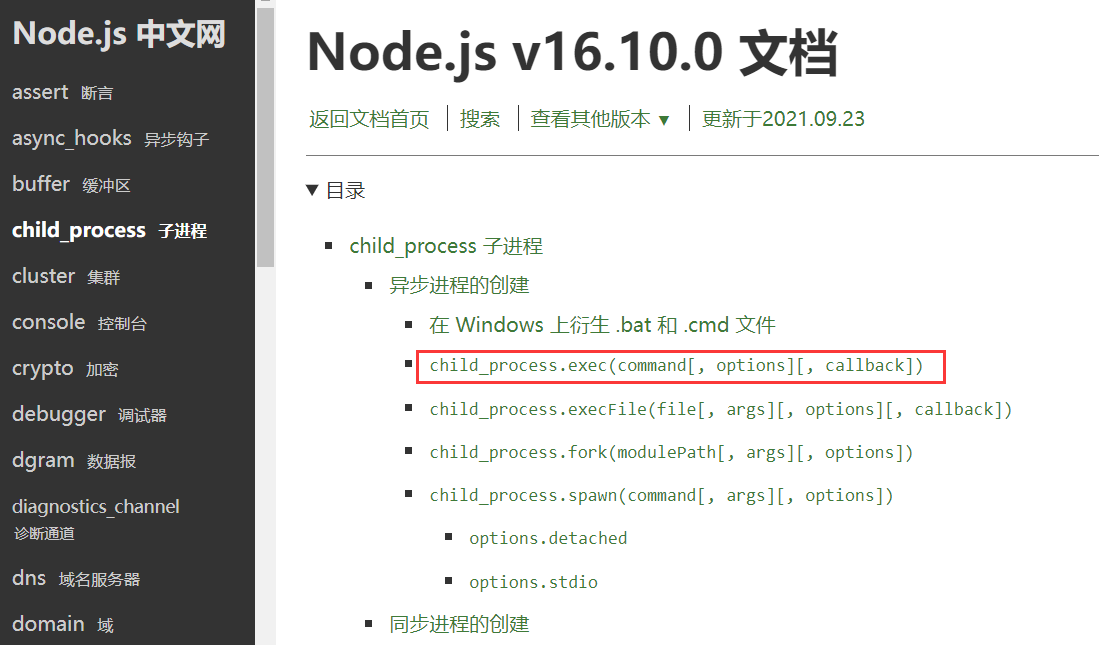 Node.js 中文网
assert 断言
async_hooks 异步钩子
buffer 缓冲区
child_process 子进程
cluster 集群
console 控制台
crypto 加密
debugger 调试器
dgram 数据报
diagnostics_channel
诊断通道
dns 域名服务器
domain 域
Node.js v16.10.0 文档
返回文档首页 搜索 查看其他版本 ▼ 更新于2021.09.23
▼ 目录
child_process 子进程
异步进程的创建
在 Windows 上衍生 .bat 和 .cmd 文件
child_process.exec(command[, options][, callback])
child_process.execFile(file[, args][, options][, callback])
child_process.fork(modulePath[, args][, options])
child_process.spawn(command[, args][, options])
options.detached
options.stdio
同步进程的创建